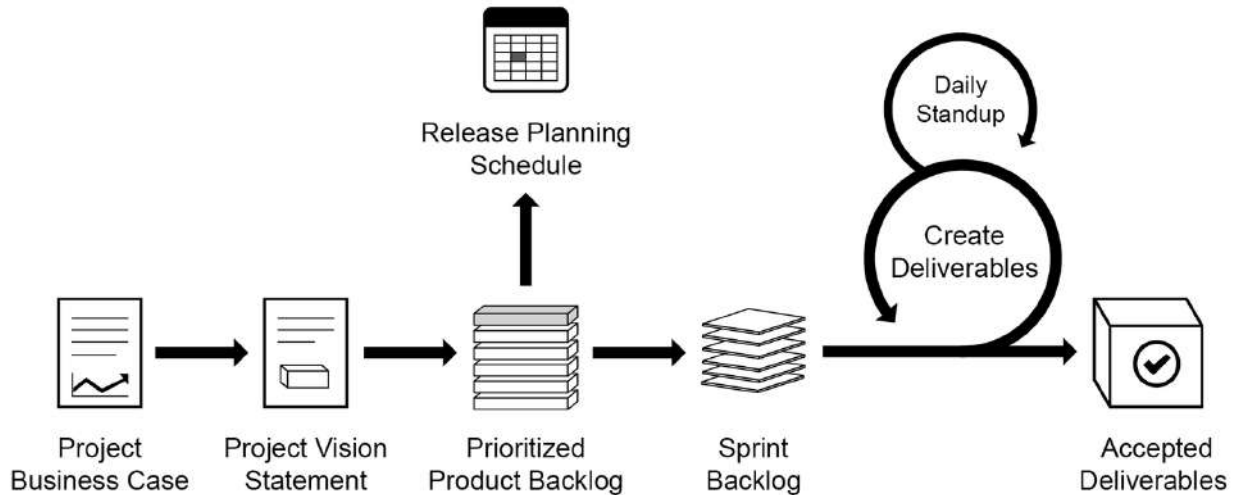 Release Planning
Schedule
Daily
Standup
Create
Deliverables
Project
Business Case
Project Vision
Statement
Prioritized
Product Backlog
Sprint
Backlog
Accepted
Deliverables